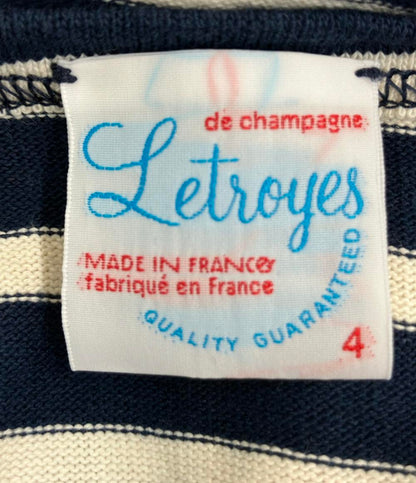 de champagne
Letroyes
MADE IN FRANCE
fabriqué en France
QUALITY GUARANTEED
4